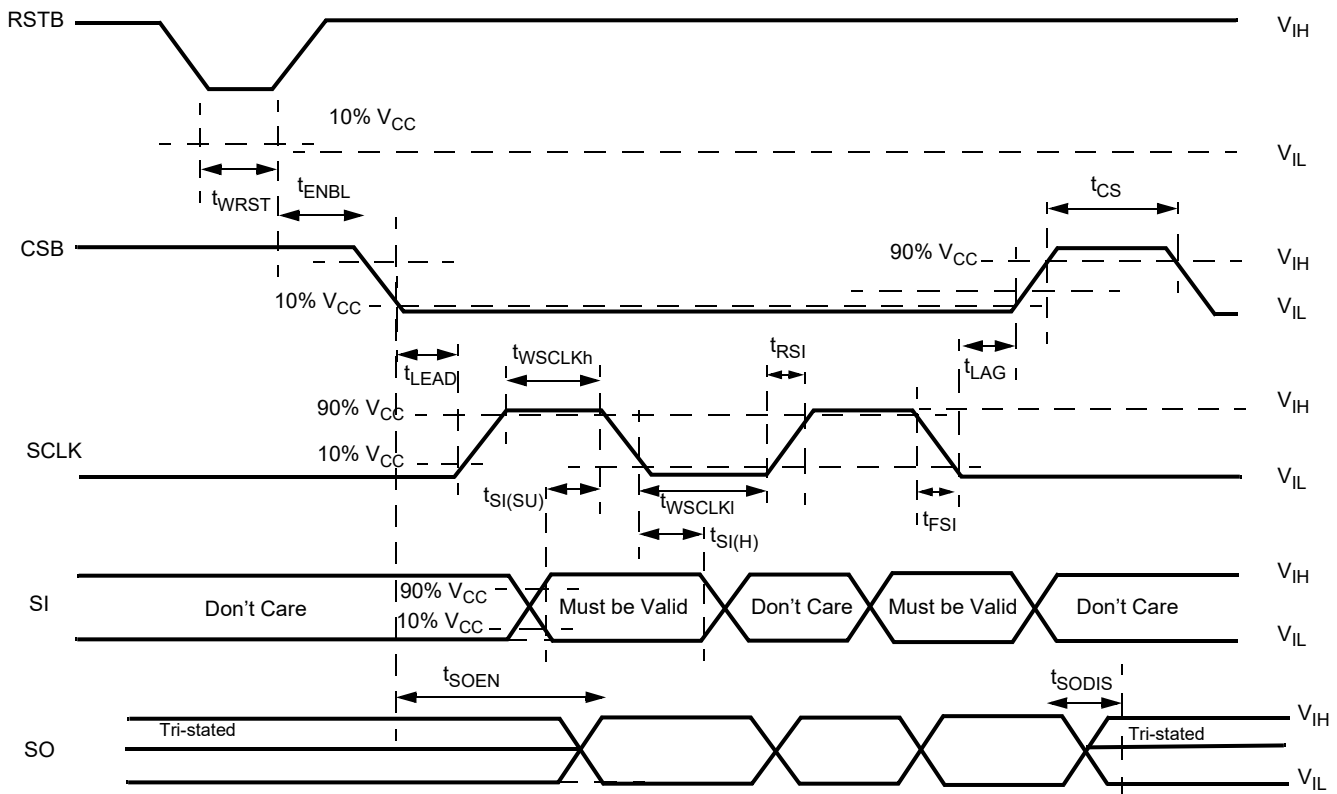 RSTB
V_IH
10% V_CC
V_IL
t_WRST
t_ENBL
t_CS
CSB
90% V_CC
V_IH
10% V_CC
V_IL
t_LEAD
t_WSCLKh
t_RSI
t_LAG
90% V_CC
V_IH
SCLK
10% V_CC
V_IL
t_SI(SU)
t_WSCLKl
t_SI(H)
t_FSI
V_IH
SI
Don't Care
90% V_CC
10% V_CC
Must be Valid
Don't Care
Must be Valid
Don't Care
V_IL
t_SOEN
t_SODIS
V_IH
Tri-stated
Tri-stated
SO
V_IL